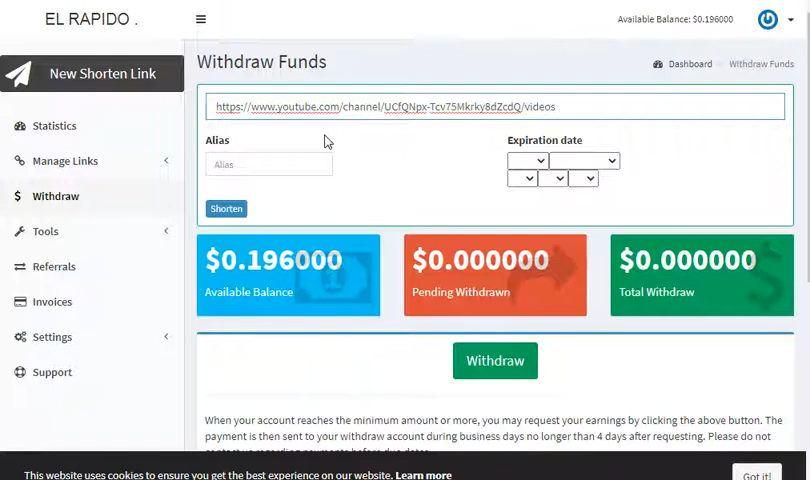 EL RAPIDO .
Available Balance: $0.196000
New Shorten Link
Withdraw Funds
Dashboard
Withdraw Funds
https://www.youtube.com/channel/UCfQNpx-Tcv75Mkrky8dZcdQ/videos
Statistics
Alias
Expiration date
Manage Links
Alias
Withdraw
Shorten
Tools
$0.196000
$0.000000
$0.000000
Referrals
Available Balance
Pending Withdrawn
Total Withdraw
Invoices
Settings
Withdraw
Support
When your account reaches the minimum amount or more, you may request your earnings by clicking the above button. The
payment is then sent to your withdraw account during business days no longer than 4 days after requesting. Please do not
This website uses cookies to ensure you get the best experience on our website. Learn more
Got it!